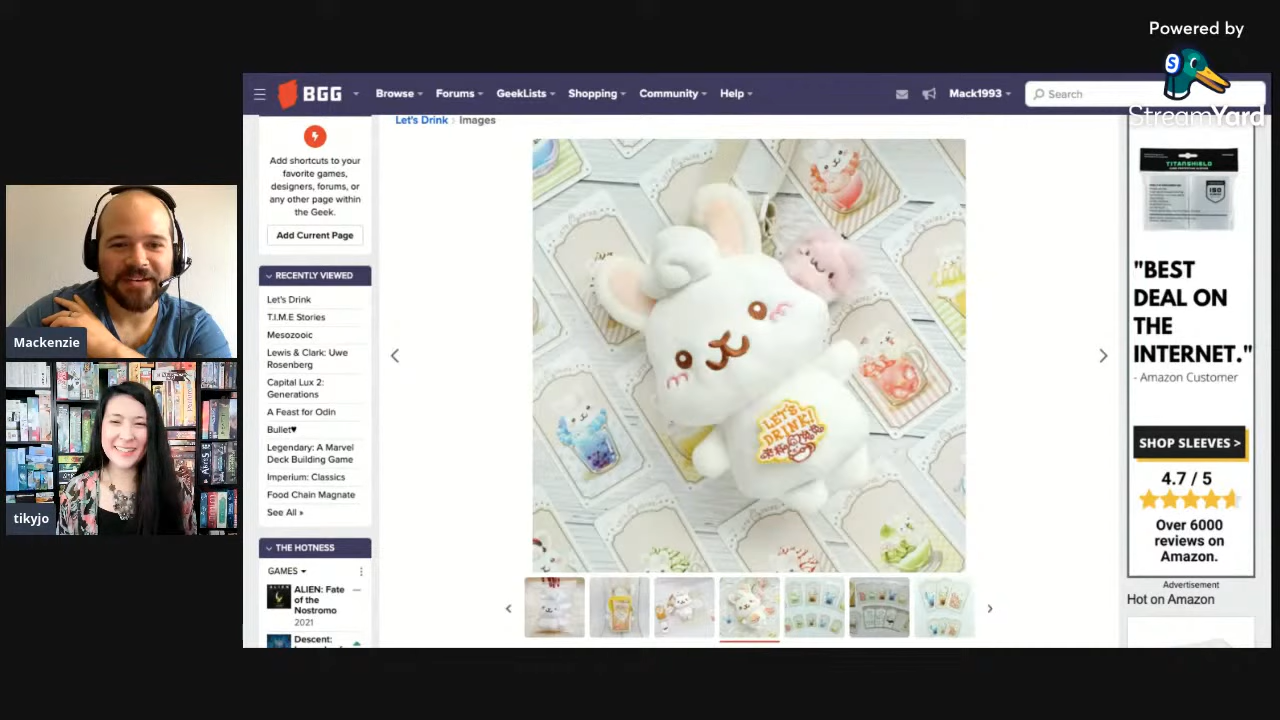 Powered by
S
StreamYard
BGG
Browse
Forums
GeekLists
Shopping
Community
Help
Mack1993
Search
Let's Drink › Images
Add shortcuts to your
favorite games,
designers, forums, or
any other page within
the Geek.
Add Current Page
RECENTLY VIEWED
Let's Drink
T.I.M.E Stories
Mesozooic
Lewis & Clark: Uwe
Rosenberg
Capital Lux 2:
Generations
A Feast for Odin
Bullet♥
Legendary: A Marvel
Deck Building Game
Imperium: Classics
Food Chain Magnate
See All »
THE HOTNESS
GAMES
ALIEN: Fate
of the
Nostromo
2021
Descent:
LET'S
DRINK!
Mackenzie
tikyjo
TITANSHIELD
"BEST
DEAL ON
THE
INTERNET."
- Amazon Customer
SHOP SLEEVES >
4.7 / 5
Over 6000
reviews on
Amazon.
Advertisement
Hot on Amazon